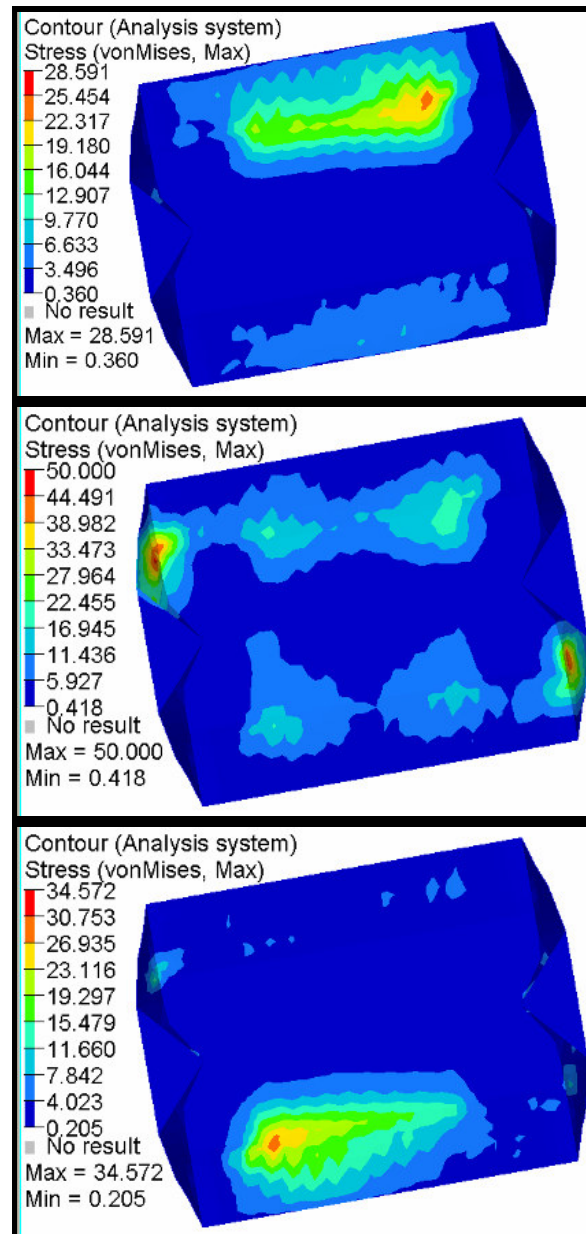 Contour (Analysis system)
Stress (vonMises, Max)
28.591
25.454
22.317
19.180
16.044
12.907
9.770
6.633
3.496
0.360
No result
Max = 28.591
Min = 0.360
Contour (Analysis system)
Stress (vonMises, Max)
50.000
44.491
38.982
33.473
27.964
22.455
16.945
11.436
5.927
0.418
No result
Max = 50.000
Min = 0.418
Contour (Analysis system)
Stress (vonMises, Max)
34.572
30.753
26.935
23.116
19.297
15.479
11.660
7.842
4.023
0.205
No result
Max = 34.572
Min = 0.205